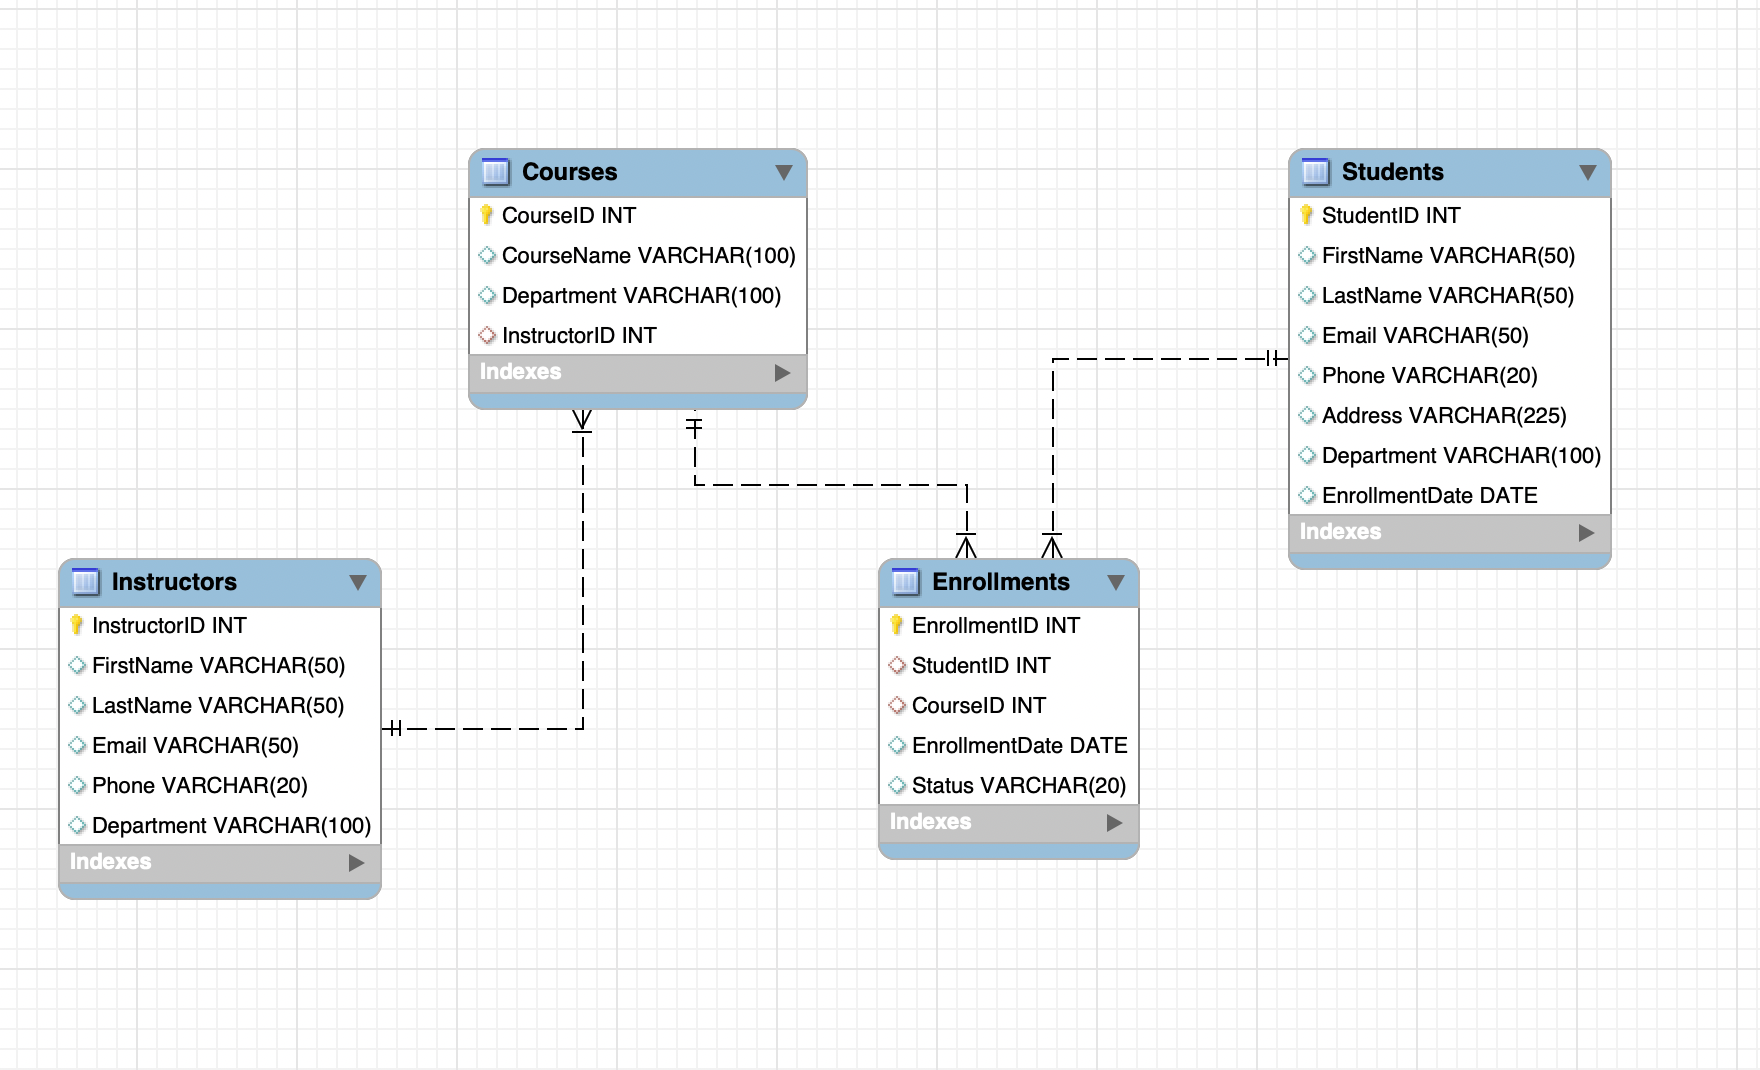 Courses
CourseID INT
CourseName VARCHAR(100)
Department VARCHAR(100)
InstructorID INT
Indexes
Students
StudentID INT
FirstName VARCHAR(50)
LastName VARCHAR(50)
Email VARCHAR(50)
Phone VARCHAR(20)
Address VARCHAR(225)
Department VARCHAR(100)
EnrollmentDate DATE
Indexes
Instructors
InstructorID INT
FirstName VARCHAR(50)
LastName VARCHAR(50)
Email VARCHAR(50)
Phone VARCHAR(20)
Department VARCHAR(100)
Indexes
Enrollments
EnrollmentID INT
StudentID INT
CourseID INT
EnrollmentDate DATE
Status VARCHAR(20)
Indexes